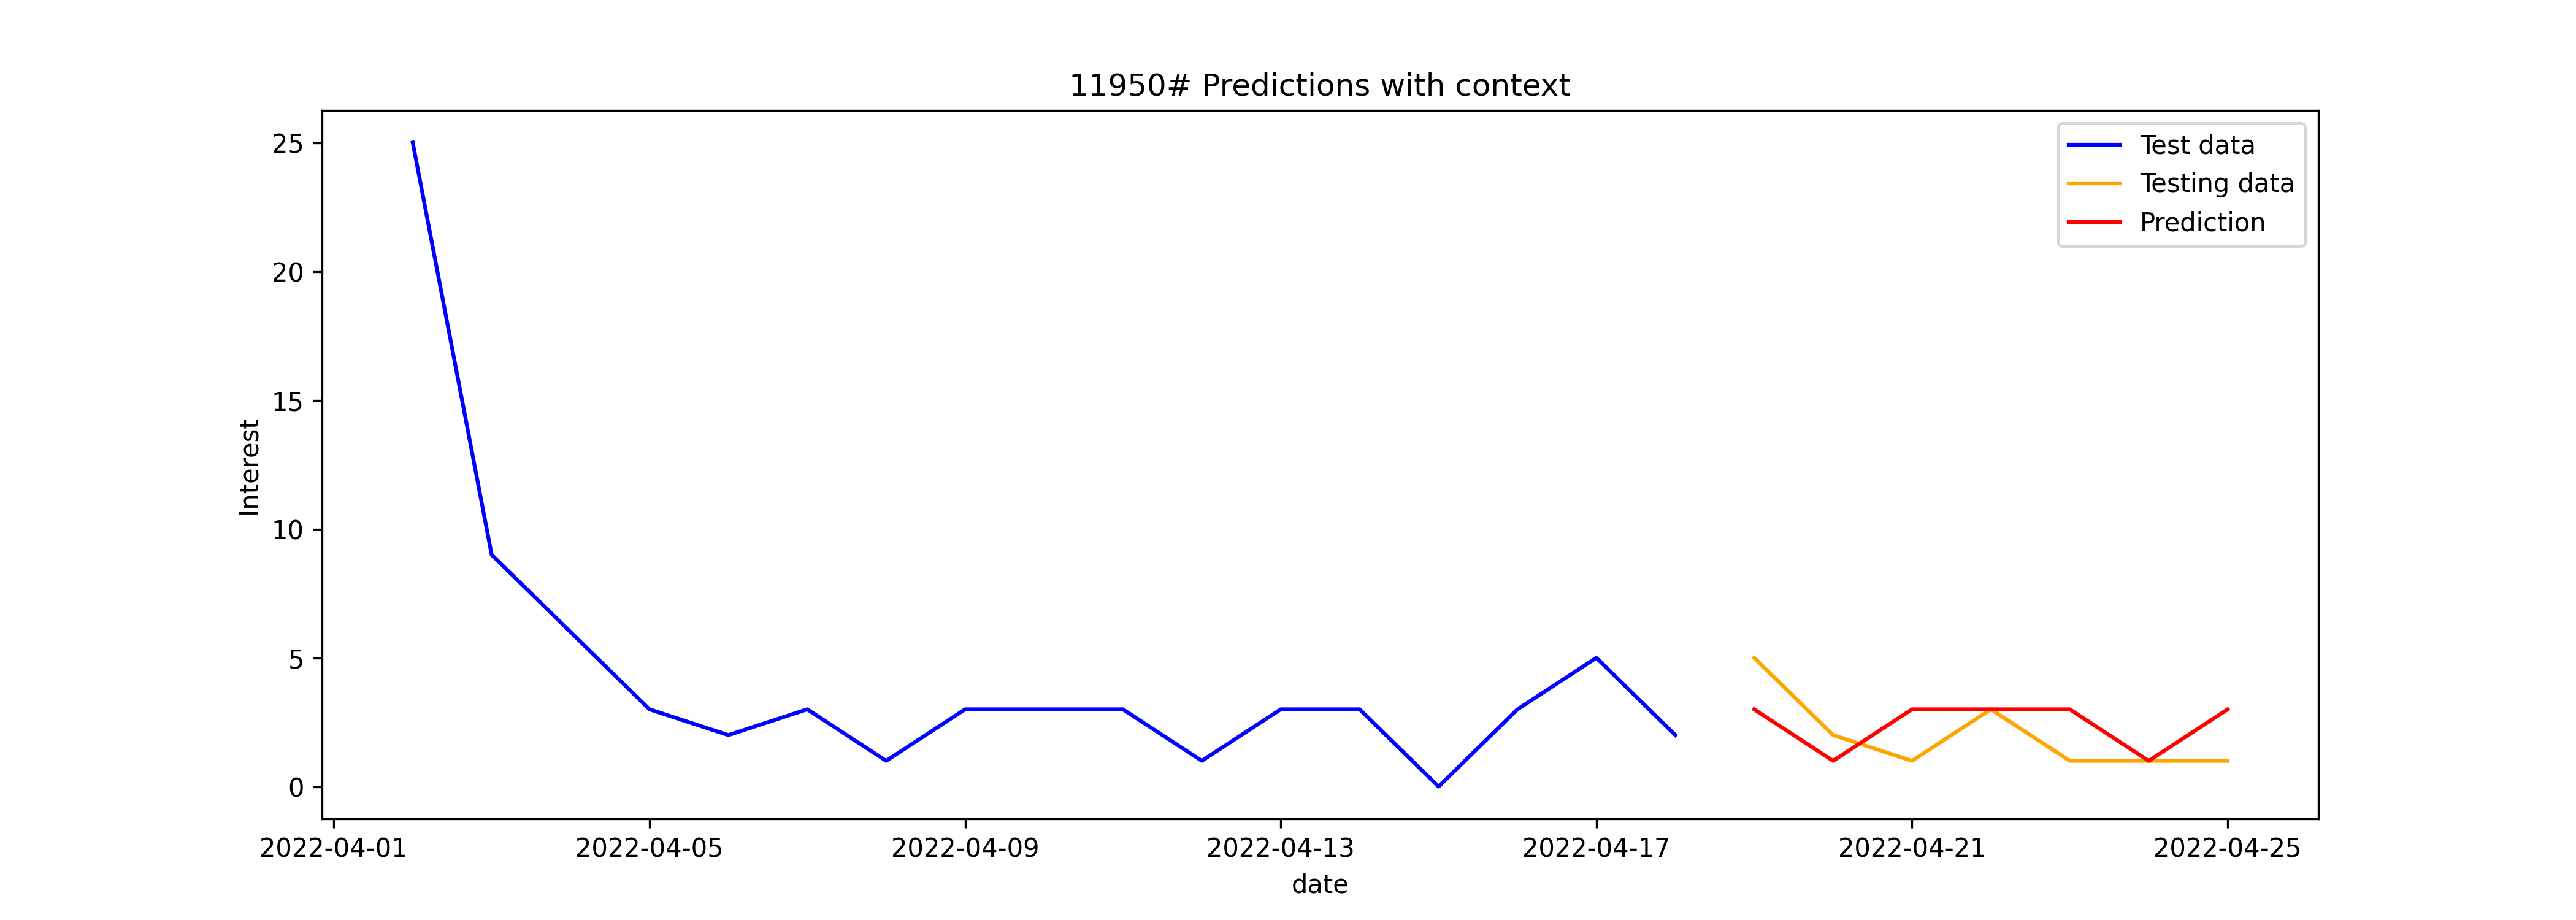 11950# Predictions with context
Test data
Testing data
Prediction
Interest
25
20
15
10
5
0
2022-04-01
2022-04-05
2022-04-09
2022-04-13
2022-04-17
2022-04-21
2022-04-25
date